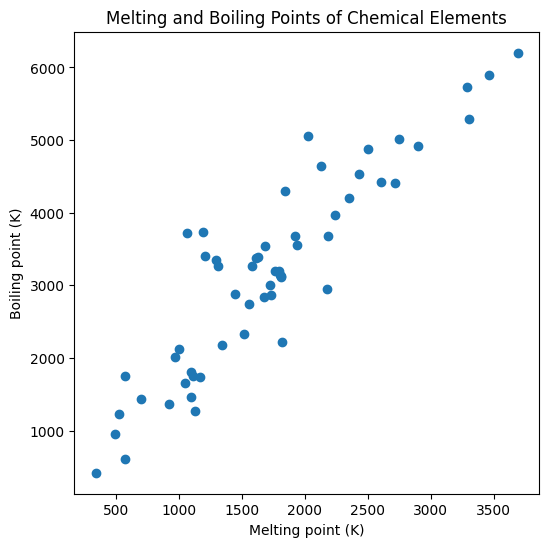 Melting and Boiling Points of Chemical Elements
Boiling point (K)
6000
5000
4000
3000
2000
1000
500 1000 1500 2000 2500 3000 3500
Melting point (K)